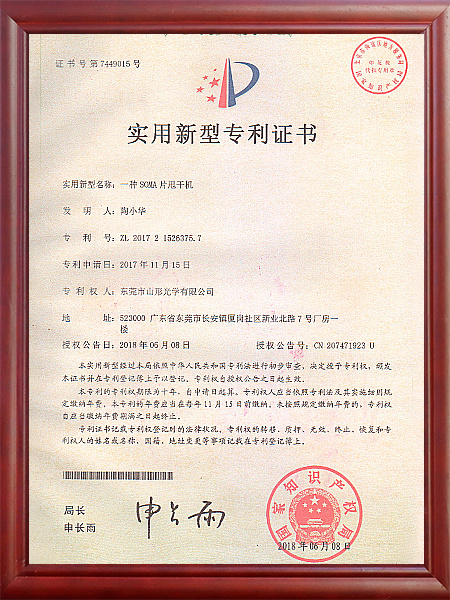 证书号第7449015号
实用新型专利证书
实用新型名称：一种SOMA片甩干机
发明人：陶小华
专利号：ZL 2017 2 1526375.7
专利申请日：2017年11月15日
专利权人：东莞市山形光学有限公司
地址：523000 广东省东莞市长安镇厦岗社区新业北路7号厂房一
楼
授权公告日：2018年06月08日 授权公告号：CN 207471923 U
本实用新型经过本局依照中华人民共和国专利法进行初步审查，决定授予专利权，颁
发本证书并在专利登记簿上予以登记。专利权自授权公告之日起生效。
本专利的专利权期限为十年，自申请日起算。专利权人应当依照专利法及其实施细则规
定缴纳年费。本专利的年费应当在每年11月15日前缴纳。未按照规定缴纳年费的，专利权
自应当缴纳年费期满之日起终止。
专利证书记载专利权登记时的法律状况。专利权的转移、质押、无效、终止、恢复和专
利权人的姓名或名称、国籍、地址变更等事项记载在专利登记簿上。
局长
申长雨
申长雨
国家知识产权局
2018年06月08日